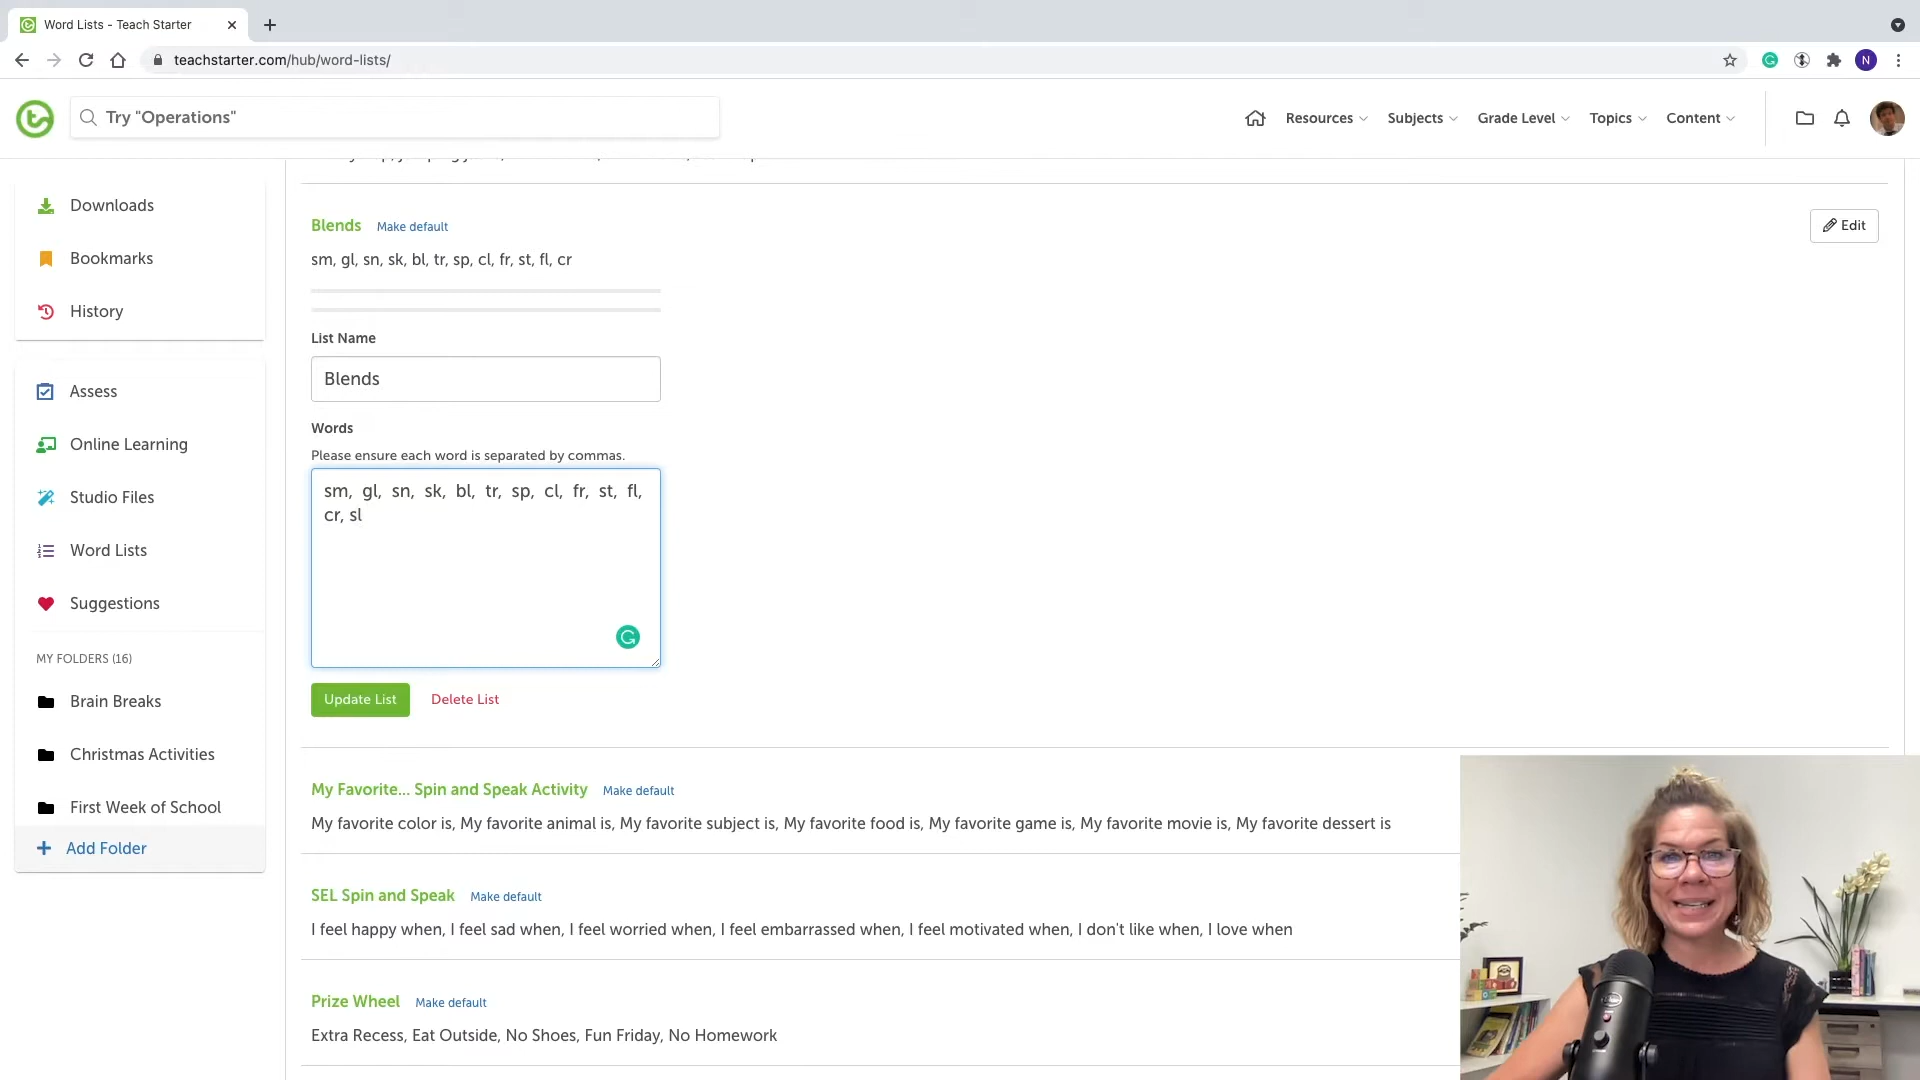 Word Lists - Teach Starter
teachstarter.com/hub/word-lists/
N
Try "Operations"
Resources
Subjects
Grade Level
Topics
Content
Downloads
Bookmarks
History
Assess
Online Learning
Studio Files
Word Lists
Suggestions
MY FOLDERS (16)
Brain Breaks
Christmas Activities
First Week of School
Add Folder
Blends Make default
Edit
sm, gl, sn, sk, bl, tr, sp, cl, fr, st, fl, cr
List Name
Blends
Words
Please ensure each word is separated by commas.
sm, gl, sn, sk, bl, tr, sp, cl, fr, st, fl,
cr, sl
Update List Delete List
My Favorite... Spin and Speak Activity Make default
My favorite color is, My favorite animal is, My favorite subject is, My favorite food is, My favorite game is, My favorite movie is, My favorite dessert is
SEL Spin and Speak Make default
I feel happy when, I feel sad when, I feel worried when, I feel embarrassed when, I feel motivated when, I don't like when, I love when
Prize Wheel Make default
Extra Recess, Eat Outside, No Shoes, Fun Friday, No Homework